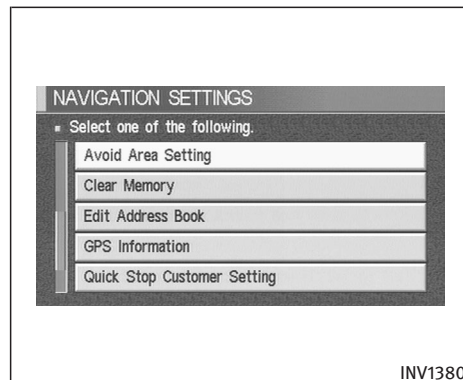 NAVIGATION SETTINGS
Select one of the following.
Avoid Area Setting
Clear Memory
Edit Address Book
GPS Information
Quick Stop Customer Setting
INV1380